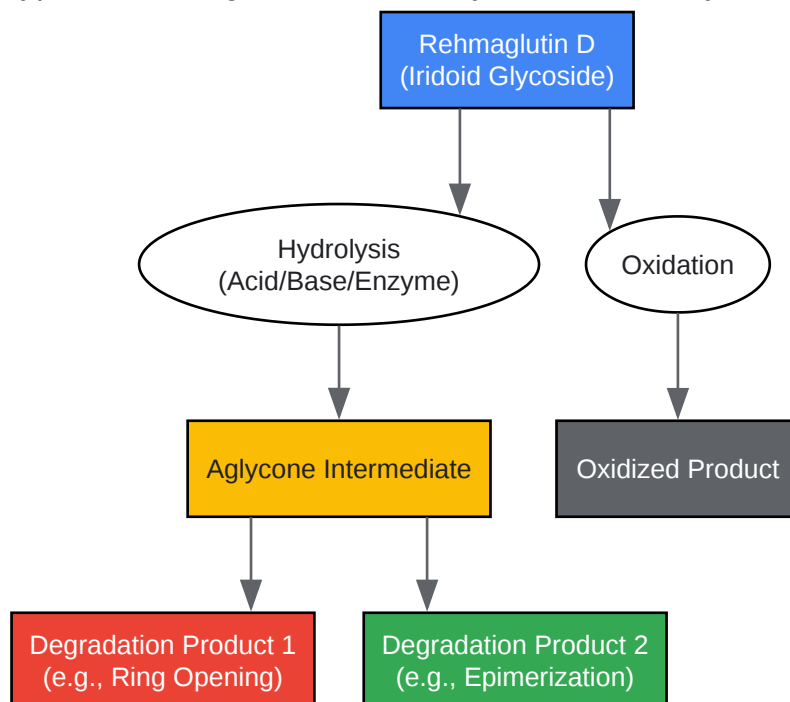 Rehmaglutin D
(Iridoid Glycoside)
Hydrolysis
(Acid/Base/Enzyme)
Oxidation
Aglycone Intermediate
Oxidized Product
Degradation Product 1
(e.g., Ring Opening)
Degradation Product 2
(e.g., Epimerization)